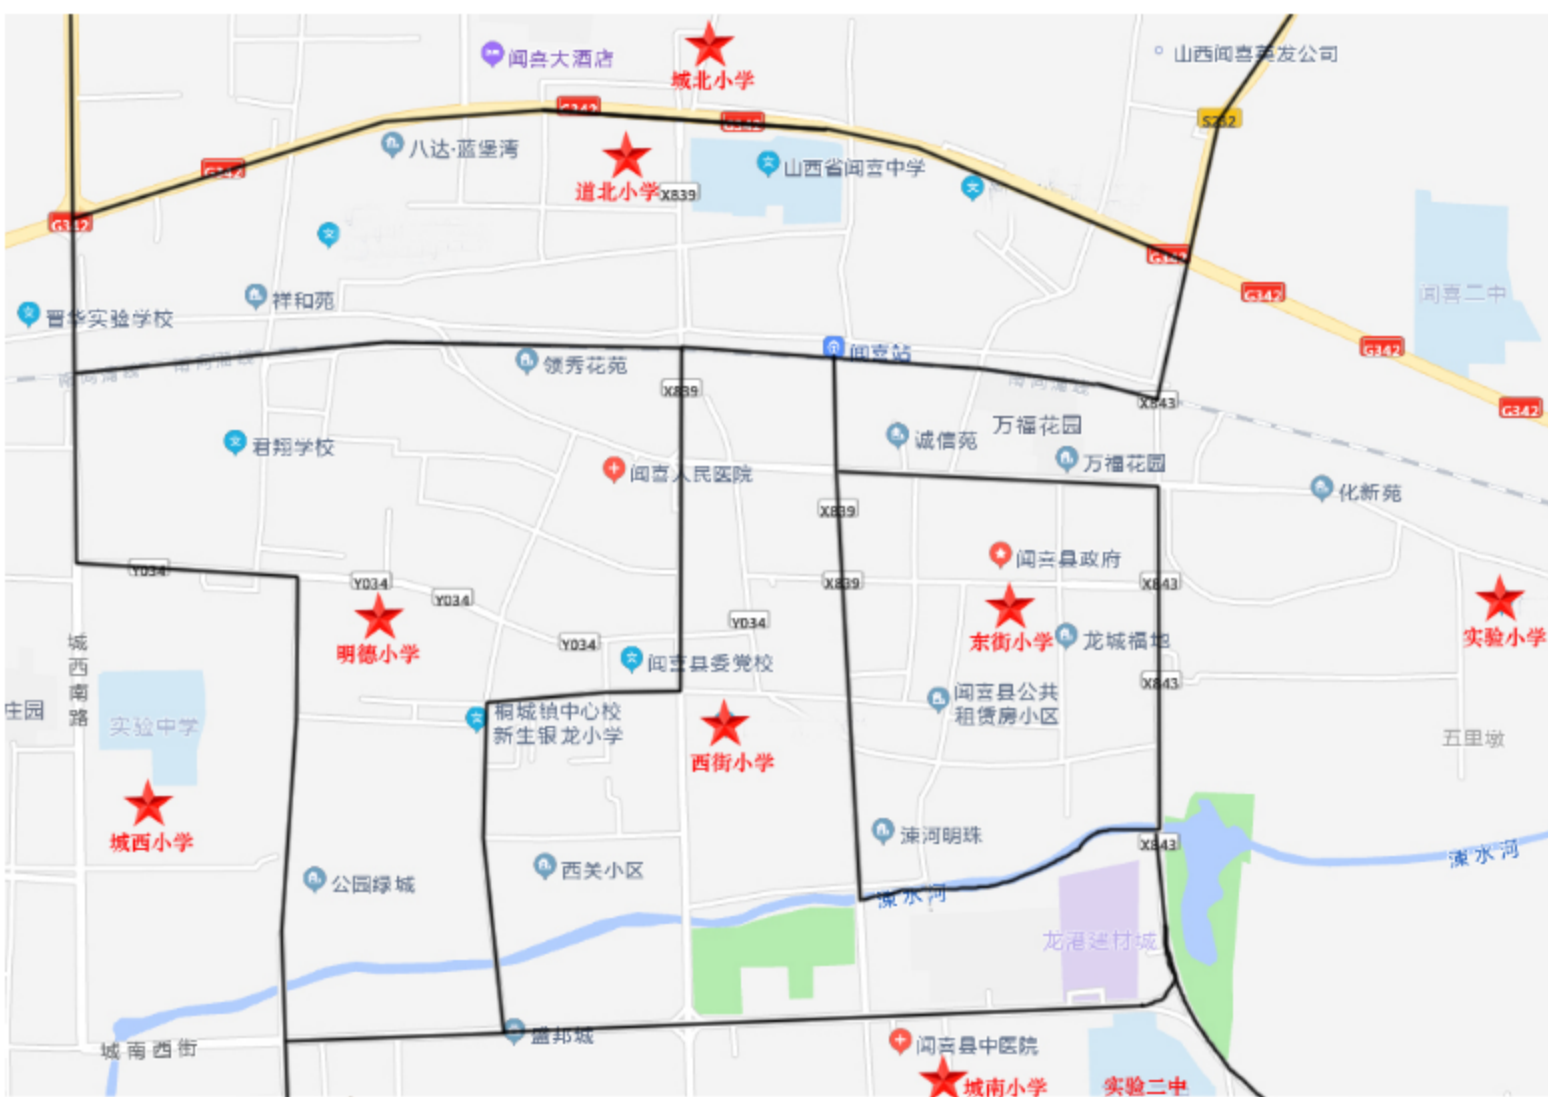 闻喜大酒店
城北小学
山西闻喜英发公司
G342
G342
S232
八达·蓝堡湾
G342
道北小学
X839
山西省闻喜中学
G342
G342
G342
闻喜二中
祥和苑
晋华实验学校
G342
闻喜站
领秀花苑
X839
X843
G342
君翔学校
诚信苑
万福花园
万福花园
闻喜人民医院
化新苑
X839
闻喜县政府
Y034
Y034
X839
X843
Y034
明德小学
Y034
Y034
东街小学
龙城福地
实验小学
城西南路
闻喜县委党校
X843
庄园
实验中学
桐城镇中心校
新生银龙小学
闻喜县公共
租赁房小区
西街小学
五里墩
城西小学
涑河明珠
X843
涑水河
西关小区
公园绿城
涑水河
龙港建材城
盛邦城
城南西街
闻喜县中医院
城南小学
实验二中